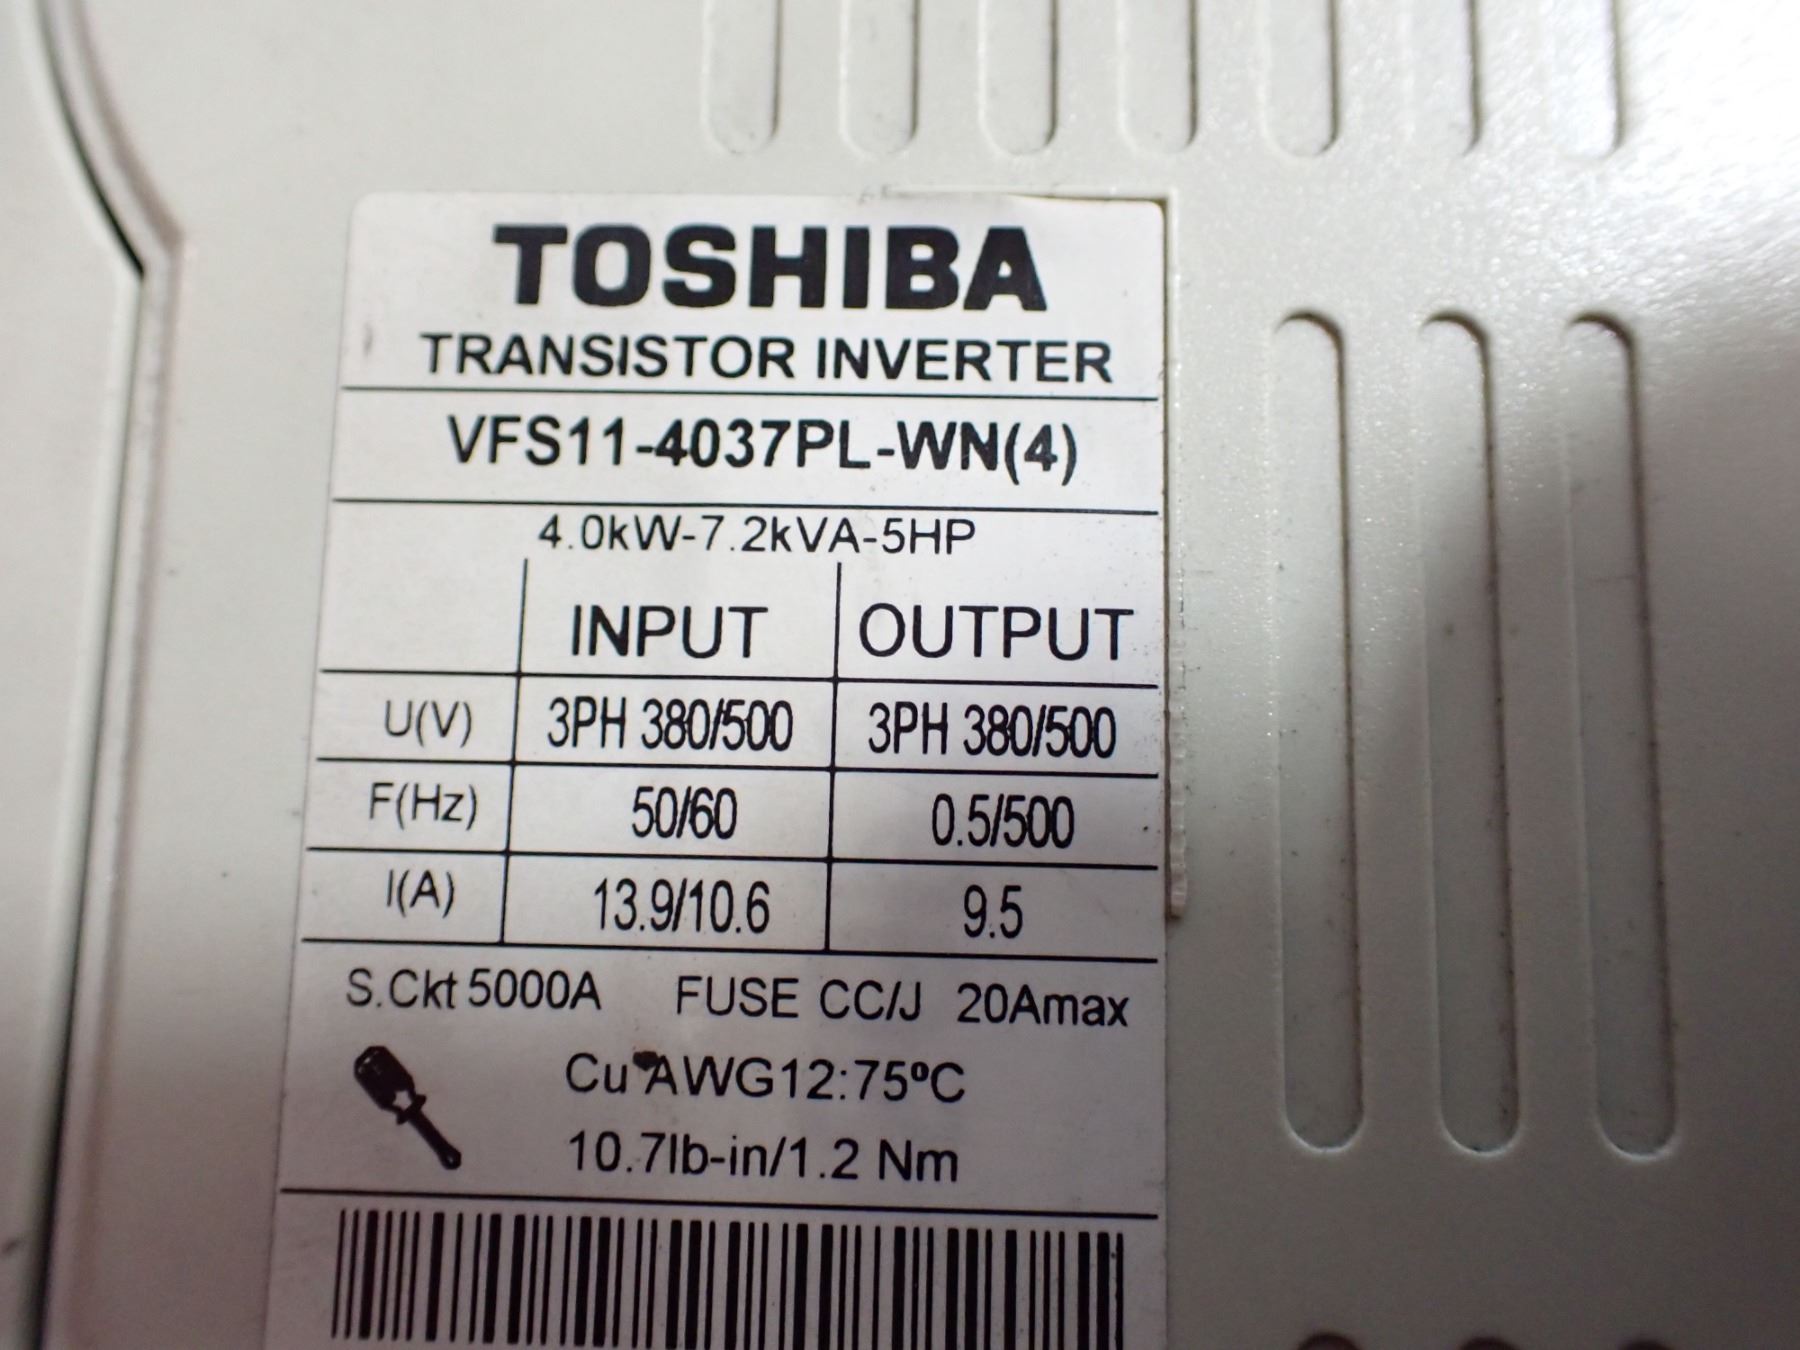 TOSHIBA
TRANSISTOR INVERTER
VFS11-4037PL-WN(4)
4.0kW-7.2kVA-5HP
INPUT OUTPUT
U(V) 3PH 380/500 3PH 380/500
F(Hz) 50/60 0.5/500
I(A) 13.9/10.6 9.5
S.Ckt 5000A FUSE CC/J 20Amax
Cu AWG12:75ºC
10.7lb-in/1.2 Nm